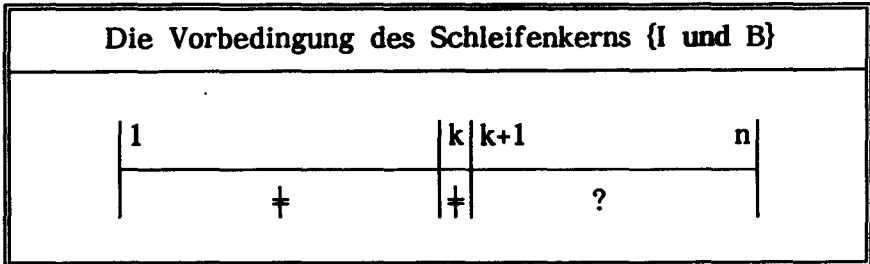 Die Vorbedingung des Schleifenkerns {I und B}
1 k k+1 n
≠ ≠ ?